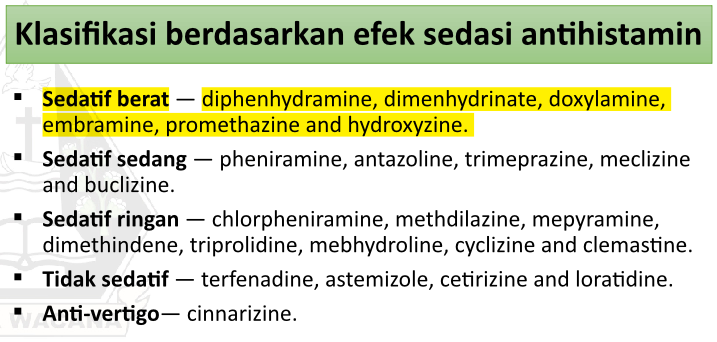 Klasifikasi berdasarkan efek sedasi antihistamin
▪ Sedatif berat — diphenhydramine, dimenhydrinate, doxylamine,
embramine, promethazine and hydroxyzine.
▪ Sedatif sedang — pheniramine, antazoline, trimeprazine, meclizine
and buclizine.
▪ Sedatif ringan — chlorpheniramine, methdilazine, mepyramine,
dimethindene, triprolidine, mebhydroline, cyclizine and clemastine.
▪ Tidak sedatif — terfenadine, astemizole, cetirizine and loratidine.
▪ Anti-vertigo— cinnarizine.
WACANA